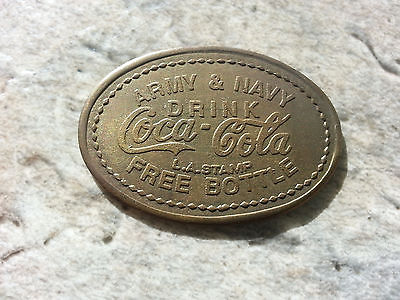 ARMY & NAVY
DRINK
Coca-Cola
L.A. STAMP
FREE BOTTLE